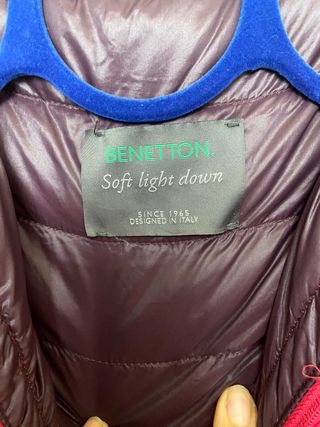 BENETTON.
Soft light down
SINCE 1965
DESIGNED IN ITALY